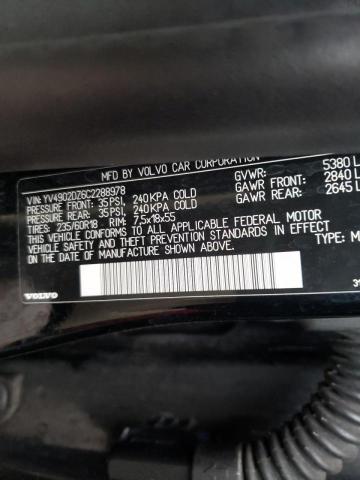 MFD BY VOLVO CAR CORPORATION
VIN: YV4902DZ6C2288978
PRESSURE FRONT: 35PSI, 240KPA COLD
PRESSURE REAR: 35PSI, 240KPA COLD
TIRES: 235/60R18 RIM: 7,5x18x55
GVWR: 5380 L
GAWR FRONT: 2840 L
GAWR REAR: 2645 L
THIS VEHICLE CONFORMS TO ALL APPLICABLE FEDERAL MOTOR
VEHICLE SAFETY AND THEFT PREVENTION STANDARDS IN EFFECT
ON DATE OF MANUFACTURE SHOWN ABOVE.
TYPE: M
VOLVO